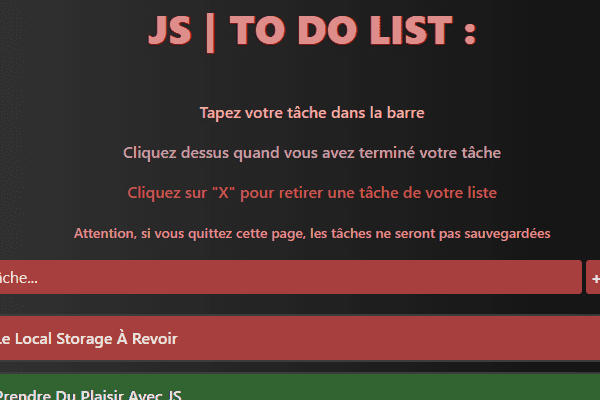 JS | TO DO LIST :
Tapez votre tâche dans la barre
Cliquez dessus quand vous avez terminé votre tâche
Cliquez sur "X" pour retirer une tâche de votre liste
Attention, si vous quittez cette page, les tâches ne seront pas sauvegardées
âche... +
Le Local Storage À Revoir
Prendre Du Plaisir Avec JS